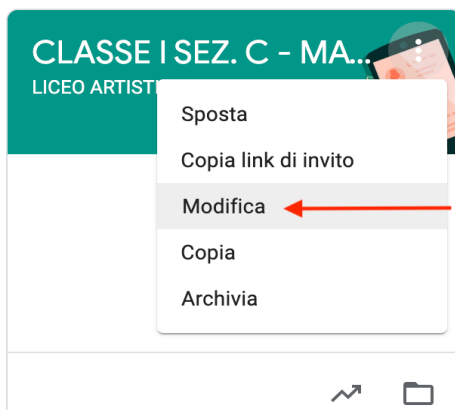 CLASSE I SEZ. C - MA...
LICEO ARTISTI
Sposta
Copia link di invito
Modifica
Copia
Archivia